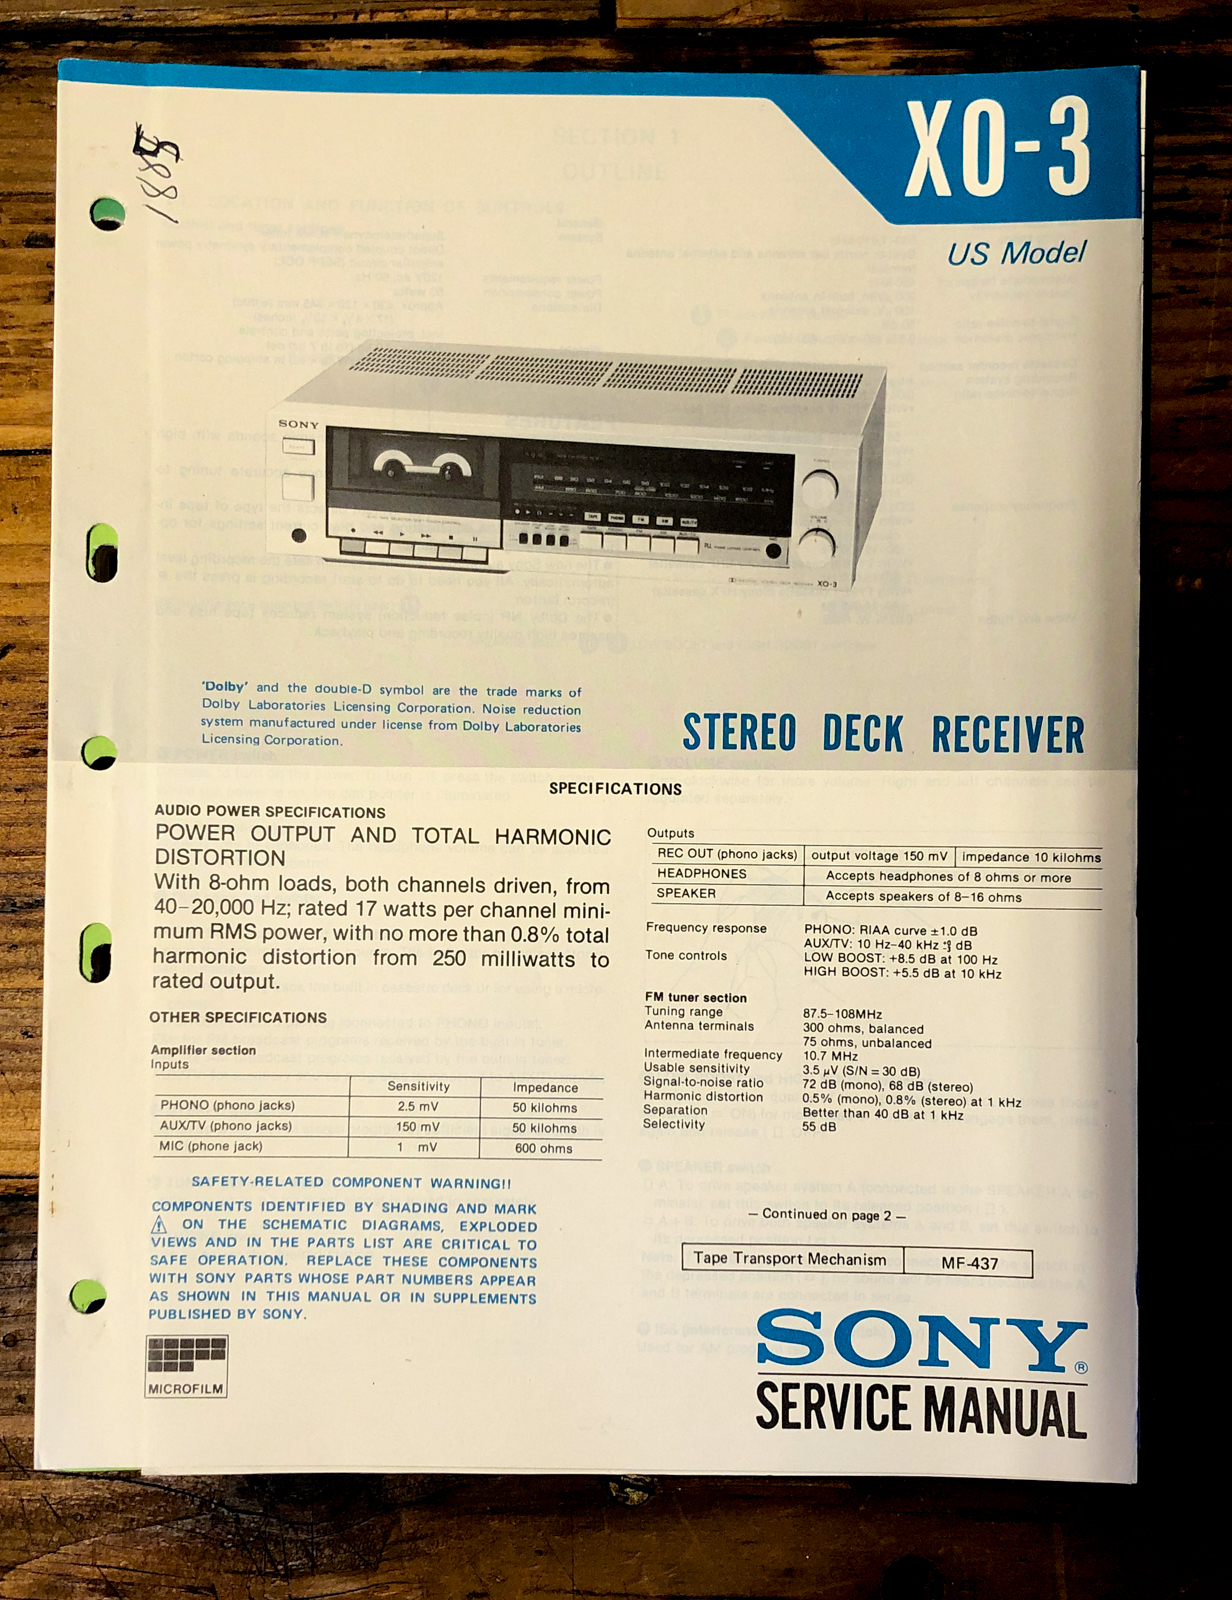 1885
XO-3
US Model
SONY
XO-3
'Dolby' and the double-D symbol are the trade marks of
Dolby Laboratories Licensing Corporation. Noise reduction
system manufactured under license from Dolby Laboratories
Licensing Corporation.
STEREO DECK RECEIVER
SPECIFICATIONS
AUDIO POWER SPECIFICATIONS
POWER OUTPUT AND TOTAL HARMONIC
DISTORTION
With 8-ohm loads, both channels driven, from
40-20,000 Hz; rated 17 watts per channel mini-
mum RMS power, with no more than 0.8% total
harmonic distortion from 250 milliwatts to
rated output.
OTHER SPECIFICATIONS
Amplifier section
Inputs
Sensitivity Impedance
PHONO (phono jacks) 2.5 mV 50 kilohms
AUX/TV (phono jacks) 150 mV 50 kilohms
MIC (phone jack) 1 mV 600 ohms
SAFETY-RELATED COMPONENT WARNING!!
COMPONENTS IDENTIFIED BY SHADING AND MARK
⚠ ON THE SCHEMATIC DIAGRAMS, EXPLODED
VIEWS AND IN THE PARTS LIST ARE CRITICAL TO
SAFE OPERATION. REPLACE THESE COMPONENTS
WITH SONY PARTS WHOSE PART NUMBERS APPEAR
AS SHOWN IN THIS MANUAL OR IN SUPPLEMENTS
PUBLISHED BY SONY.
MICROFILM
Outputs
REC OUT (phono jacks) output voltage 150 mV impedance 10 kilohms
HEADPHONES Accepts headphones of 8 ohms or more
SPEAKER Accepts speakers of 8-16 ohms
Frequency response PHONO: RIAA curve ±1.0 dB
AUX/TV: 10 Hz-40 kHz dB
Tone controls LOW BOOST: +8.5 dB at 100 Hz
HIGH BOOST: +5.5 dB at 10 kHz
FM tuner section
Tuning range 87.5-108MHz
Antenna terminals 300 ohms, balanced
75 ohms, unbalanced
Intermediate frequency 10.7 MHz
Usable sensitivity 3.5 μV (S/N = 30 dB)
Signal-to-noise ratio 72 dB (mono), 68 dB (stereo)
Harmonic distortion 0.5% (mono), 0.8% (stereo) at 1 kHz
Separation Better than 40 dB at 1 kHz
Selectivity 55 dB
— Continued on page 2 —
Tape Transport Mechanism MF-437
SONY®
SERVICE MANUAL